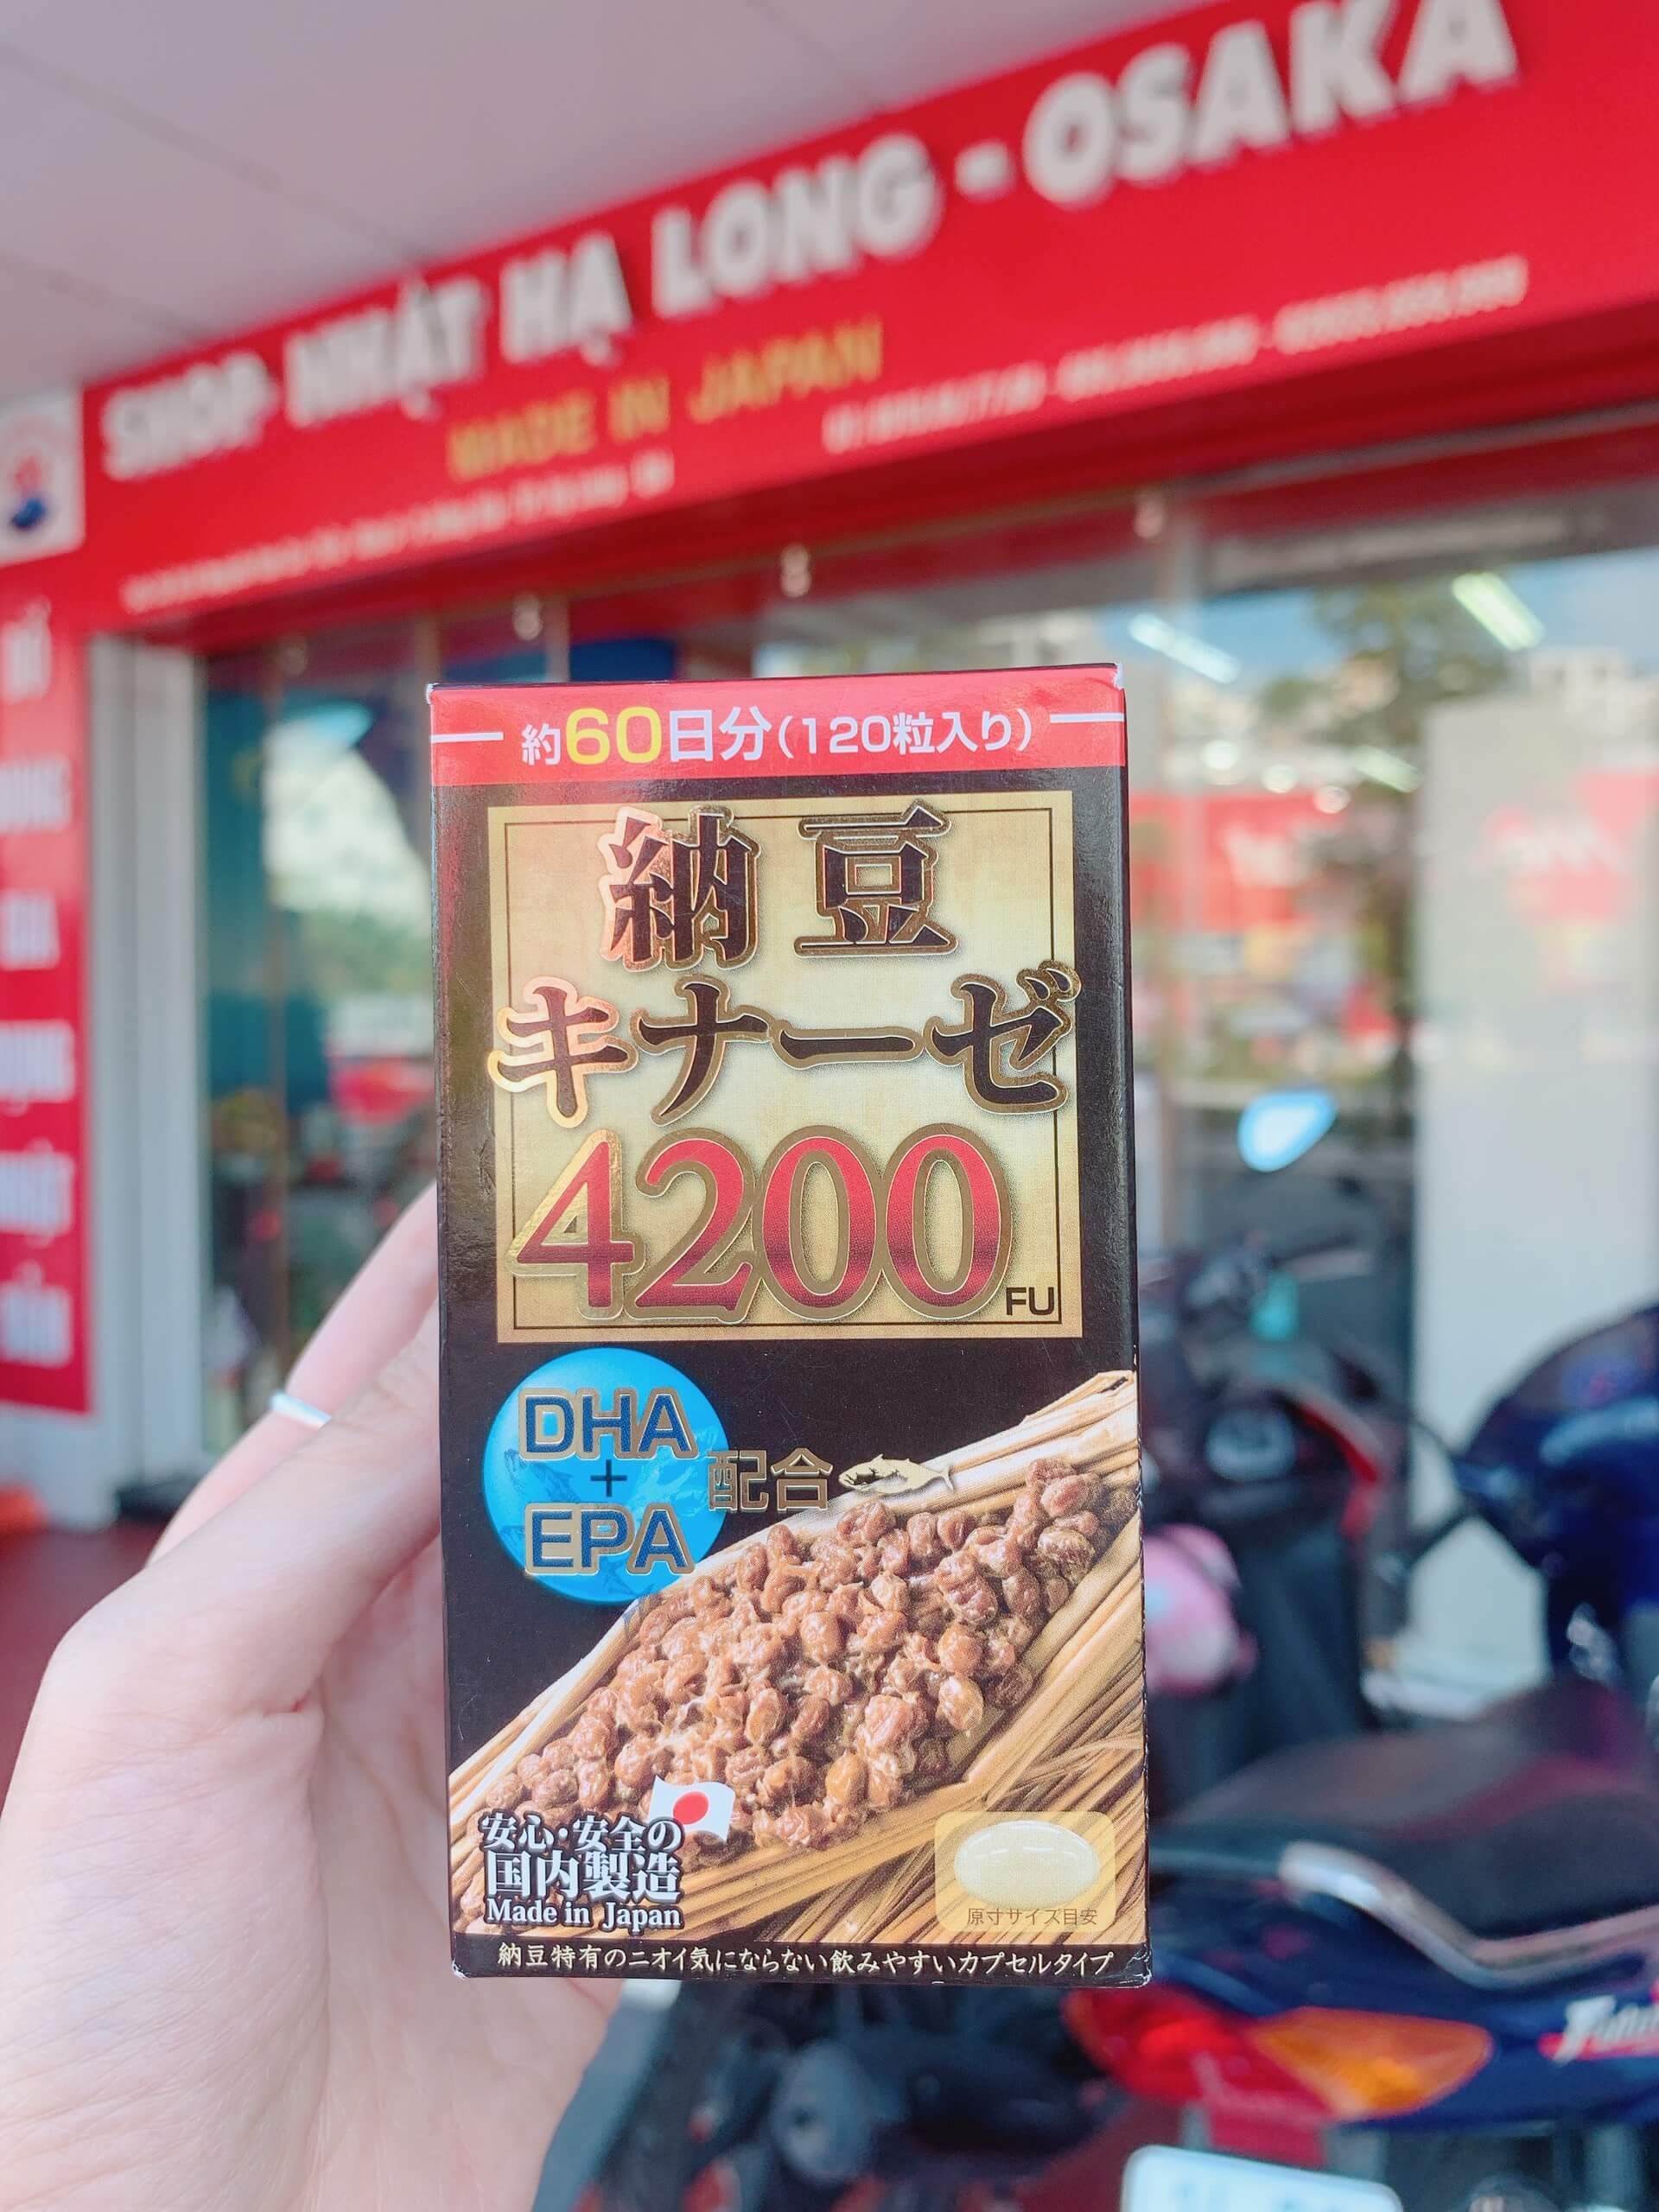 SHOP NHẬT HẠ LONG - OSAKA
MADE IN JAPAN
約60日分(120粒入り)
納豆
キナーゼ
4200FU
DHA
+
EPA
配合
安心・安全の
国内製造
Made in Japan
原寸サイズ目安
納豆特有のニオイ気にならない飲みやすいカプセルタイプ